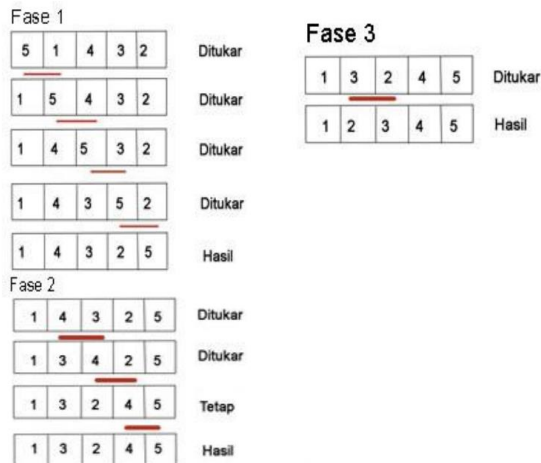 Fase 1
5 1 4 3 2 Ditukar
1 5 4 3 2 Ditukar
1 4 5 3 2 Ditukar
1 4 3 5 2 Ditukar
1 4 3 2 5 Hasil
Fase 2
1 4 3 2 5 Ditukar
1 3 4 2 5 Ditukar
1 3 2 4 5 Tetap
1 3 2 4 5 Hasil
Fase 3
1 3 2 4 5 Ditukar
1 2 3 4 5 Hasil